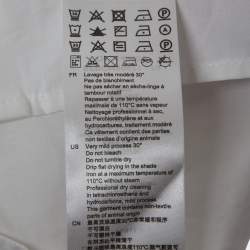 FR
Lavage très modéré 30°
Pas de blanchiment
Ne pas sécher en sèche-linge à
tambour rotatif
Repasser à une température
maximale de 110°C sans vapeur
Nettoyage professionnel à sec,
au Perchloréthylène et aux
hydrocarbures, traitement modéré
Ce vêtement contient des parties
non textiles d'origine animale
US
Very mild process 30°
Do not bleach
Do not tumble dry
Drip flat drying in the shade
Iron at a maximum temperature of
110°C without steam
Professional dry cleaning
in tetrachloroethene and
hydrocarbons, mild process
This garment contains non-textile
parts of animal origin
CN